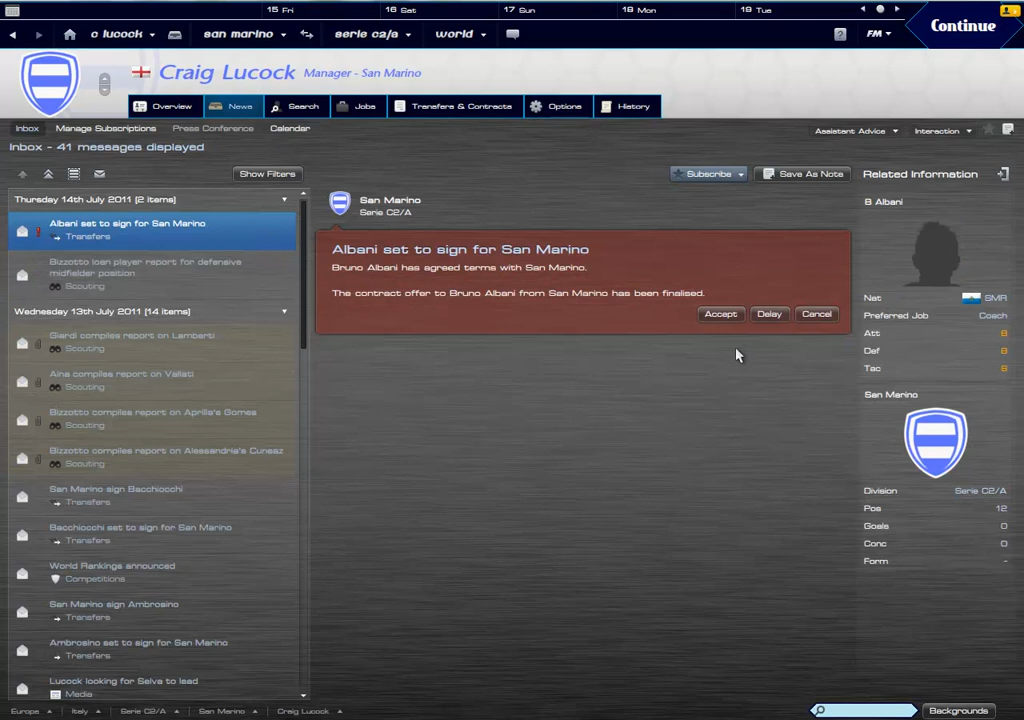 15 Fri
16 Sat
17 Sun
18 Mon
19 Tue
c lucock
san marino
serie c2/a
world
?
FM
Continue
Craig Lucock Manager - San Marino
Overview
News
Search
Jobs
Transfers & Contracts
Options
History
Inbox
Manage Subscriptions
Press Conference
Calendar
Assistant Advice
Interaction
Inbox - 41 messages displayed
Show Filters
Subscribe
Save As Note
Related Information
Thursday 14th July 2011 (2 items)
Albani set to sign for San Marino
Transfers
Bizzotto loan player report for defensive
midfielder position
Scouting
Wednesday 13th July 2011 (14 items)
Giardi compiles report on Lamberti
Scouting
Aina compiles report on Vallati
Scouting
Bizzotto compiles report on Aprilia's Gomes
Scouting
Bizzotto compiles report on Alessandria's Cuneaz
Scouting
San Marino sign Bacchiocchi
Transfers
Bacchiocchi set to sign for San Marino
Transfers
World Rankings announced
Competitions
San Marino sign Ambrosino
Transfers
Ambrosino set to sign for San Marino
Transfers
Lucock looking for Selva to lead
Media
San Marino
Serie C2/A
Albani set to sign for San Marino
Bruno Albani has agreed terms with San Marino.
The contract offer to Bruno Albani from San Marino has been finalised.
Accept
Delay
Cancel
B Albani
Nat SMR
Preferred Job Coach
Att 8
Def 8
Tac 8
San Marino
Division Serie C2/A
Pos 12
Goals 0
Conc 0
Form -
Europe
Italy
Serie C2/A
San Marino
Craig Lucock
Backgrounds